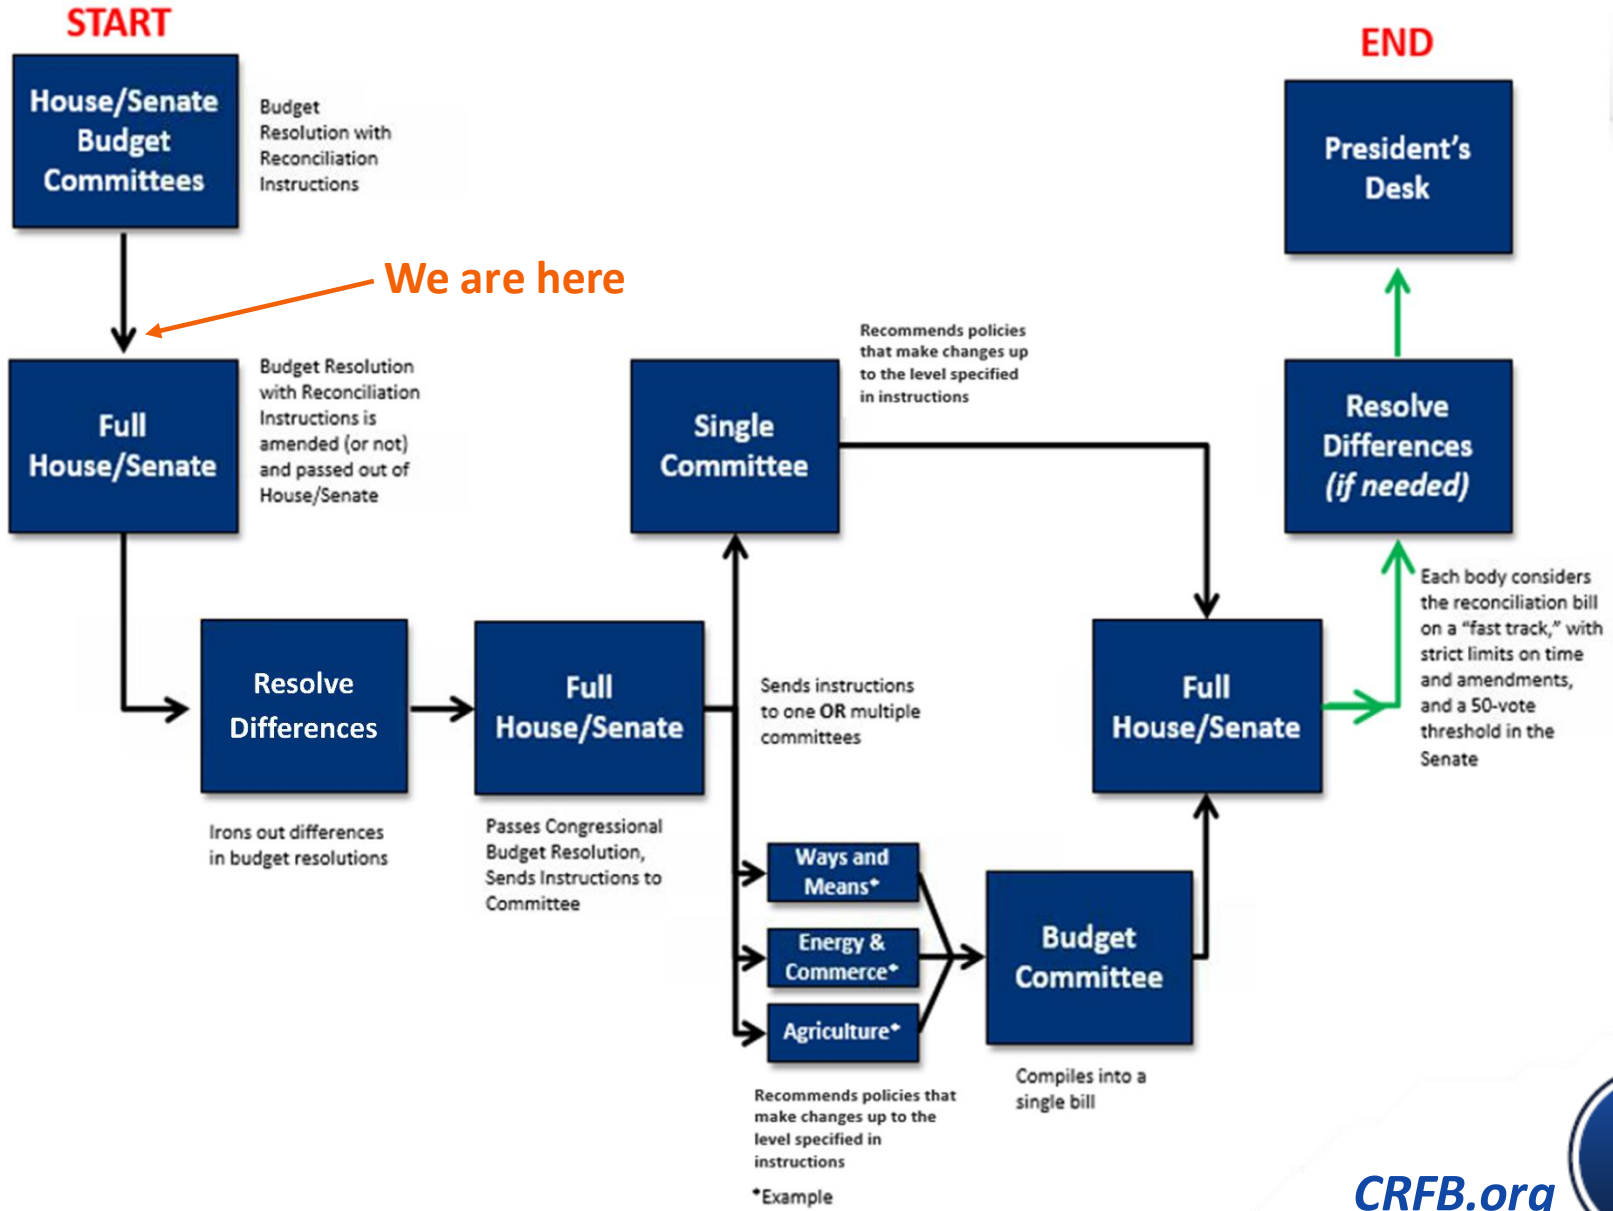 START
House/Senate
Budget
Committees
Budget
Resolution with
Reconciliation
Instructions
We are here
Full
House/Senate
Budget Resolution
with Reconciliation
Instructions is
amended (or not)
and passed out of
House/Senate
Resolve
Differences
Irons out differences
in budget resolutions
Full
House/Senate
Passes Congressional
Budget Resolution,
Sends Instructions to
Committee
Sends instructions
to one OR multiple
committees
Single
Committee
Recommends policies
that make changes up
to the level specified
in instructions
Ways and
Means*
Energy &
Commerce*
Agriculture*
Recommends policies that
make changes up to the
level specified in
instructions
*Example
Budget
Committee
Compiles into a
single bill
Full
House/Senate
Each body considers
the reconciliation bill
on a “fast track,” with
strict limits on time
and amendments,
and a 50-vote
threshold in the
Senate
Resolve
Differences
(if needed)
END
President’s
Desk
CRFB.org